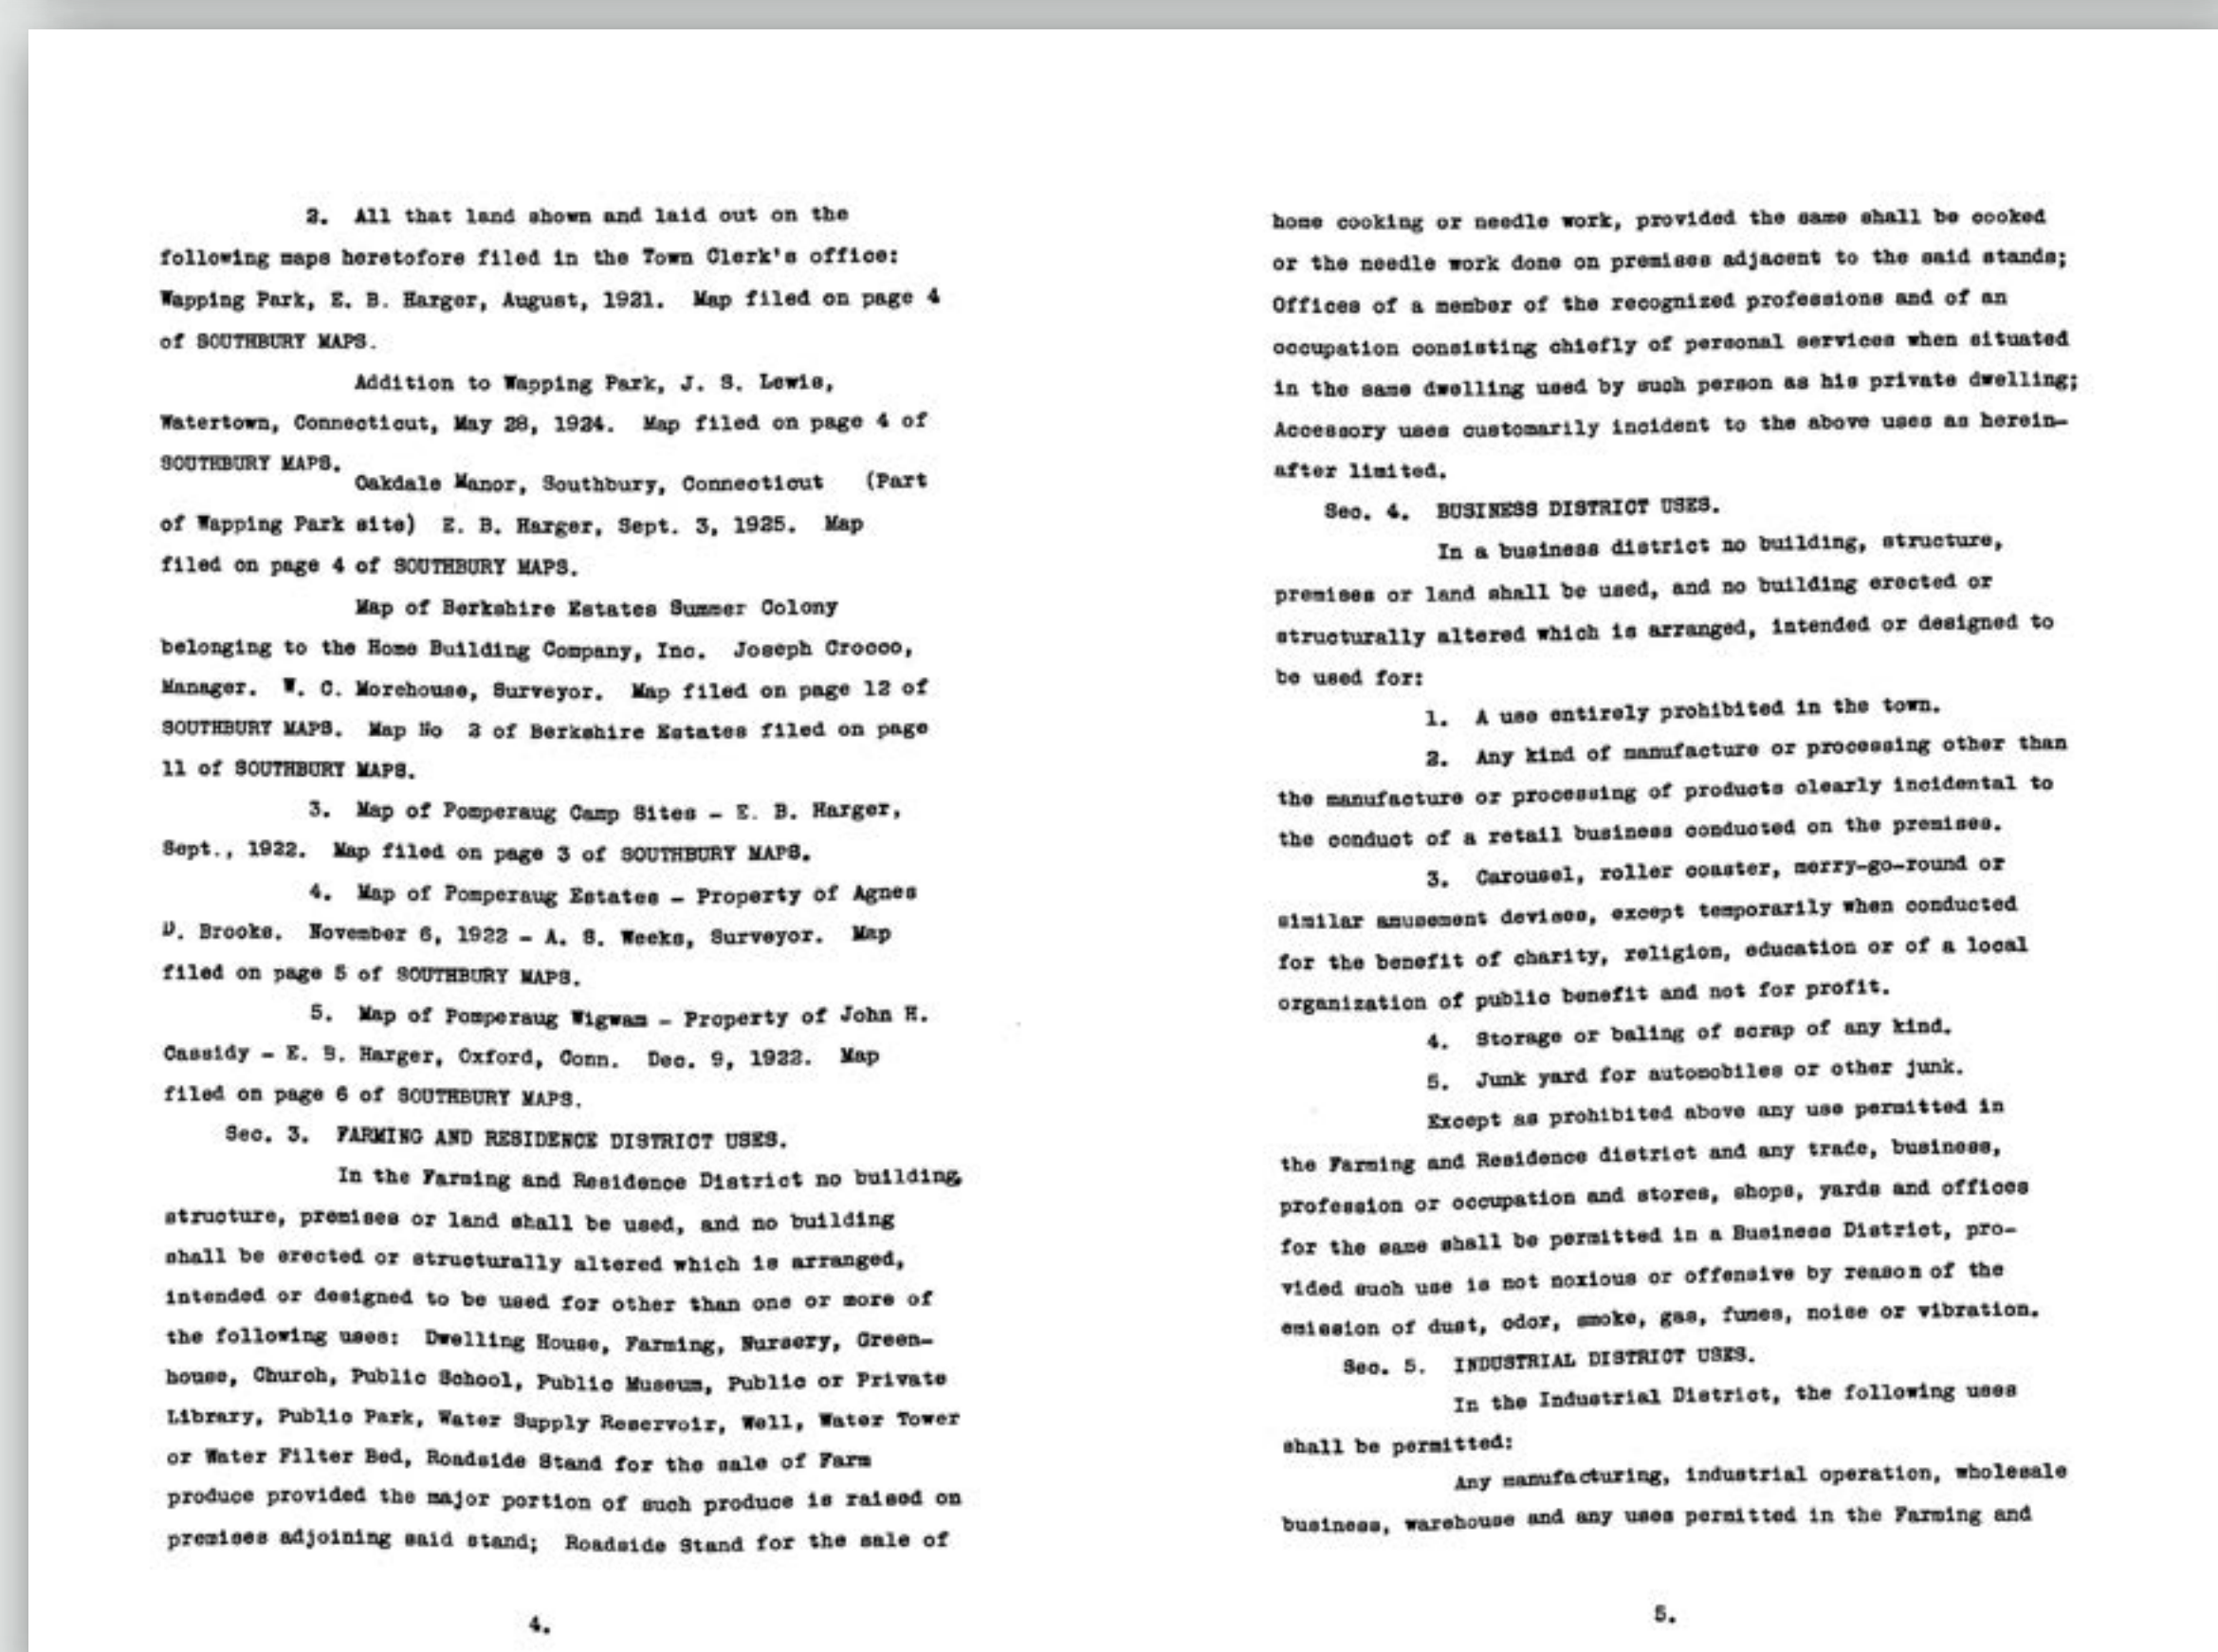 2. All that land shown and laid out on the
following maps heretofore filed in the Town Clerk's office:
Wapping Park, E. B. Harger, August, 1921. Map filed on page 4
of SOUTHBURY MAPS.
Addition to Wapping Park, J. S. Lewis,
Watertown, Connecticut, May 28, 1924. Map filed on page 4 of
SOUTHBURY MAPS.
Oakdale Manor, Southbury, Connecticut (Part
of Wapping Park site) E. B. Harger, Sept. 3, 1925. Map
filed on page 4 of SOUTHBURY MAPS.
Map of Berkshire Estates Summer Colony
belonging to the Home Building Company, Inc. Joseph Crocco,
Manager. W. C. Morehouse, Surveyor. Map filed on page 12 of
SOUTHBURY MAPS. Map No 2 of Berkshire Estates filed on page
11 of SOUTHBURY MAPS.
3. Map of Pomperaug Camp Sites - E. B. Harger,
Sept., 1922. Map filed on page 3 of SOUTHBURY MAPS.
4. Map of Pomperaug Estates - Property of Agnes
D. Brooks. November 6, 1922 - A. S. Weeks, Surveyor. Map
filed on page 5 of SOUTHBURY MAPS.
5. Map of Pomperaug Wigwam - Property of John H.
Cassidy - E. B. Harger, Oxford, Conn. Dec. 9, 1922. Map
filed on page 6 of SOUTHBURY MAPS.
Sec. 3. FARMING AND RESIDENCE DISTRICT USES.
In the Farming and Residence District no building,
structure, premises or land shall be used, and no building
shall be erected or structurally altered which is arranged,
intended or designed to be used for other than one or more of
the following uses: Dwelling House, Farming, Nursery, Green-
house, Church, Public School, Public Museum, Public or Private
Library, Public Park, Water Supply Reservoir, Well, Water Tower
or Water Filter Bed, Roadside Stand for the sale of Farm
produce provided the major portion of such produce is raised on
premises adjoining said stand; Roadside Stand for the sale of
4.
home cooking or needle work, provided the same shall be cooked
or the needle work done on premises adjacent to the said stands;
Offices of a member of the recognized professions and of an
occupation consisting chiefly of personal services when situated
in the same dwelling used by such person as his private dwelling;
Accessory uses customarily incident to the above uses as herein-
after limited.
Sec. 4. BUSINESS DISTRICT USES.
In a business district no building, structure,
premises or land shall be used, and no building erected or
structurally altered which is arranged, intended or designed to
be used for:
1. A use entirely prohibited in the town.
2. Any kind of manufacture or processing other than
the manufacture or processing of products clearly incidental to
the conduct of a retail business conducted on the premises.
3. Carousel, roller coaster, merry-go-round or
similar amusement devises, except temporarily when conducted
for the benefit of charity, religion, education or of a local
organization of public benefit and not for profit.
4. Storage or baling of scrap of any kind.
5. Junk yard for automobiles or other junk.
Except as prohibited above any use permitted in
the Farming and Residence district and any trade, business,
profession or occupation and stores, shops, yards and offices
for the same shall be permitted in a Business District, pro-
vided such use is not noxious or offensive by reason of the
emission of dust, odor, smoke, gas, fumes, noise or vibration.
Sec. 5. INDUSTRIAL DISTRICT USES.
In the Industrial District, the following uses
shall be permitted:
Any manufacturing, industrial operation, wholesale
business, warehouse and any uses permitted in the Farming and
5.